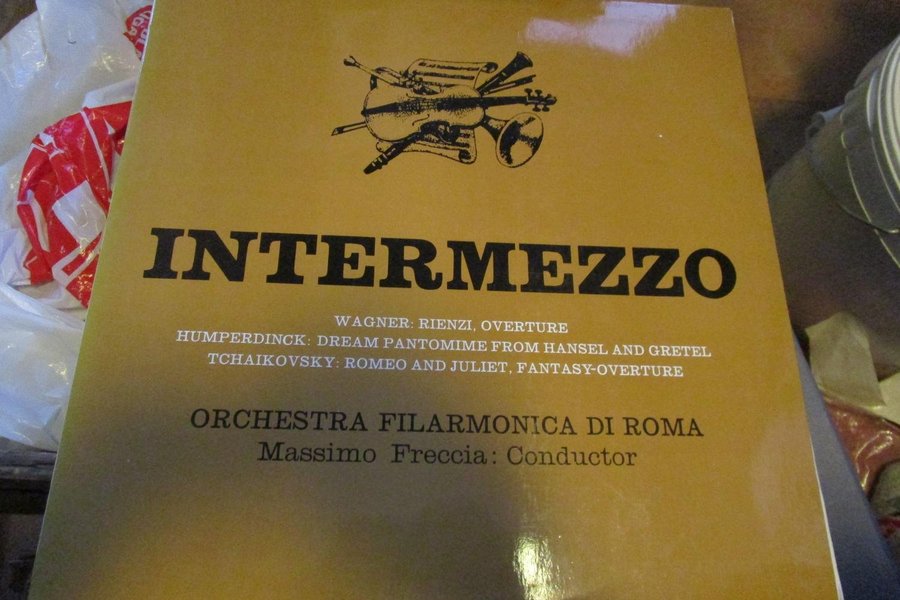 INTERMEZZO
WAGNER: RIENZI, OVERTURE
HUMPERDINCK: DREAM PANTOMIME FROM HANSEL AND GRETEL
TCHAIKOVSKY: ROMEO AND JULIET, FANTASY-OVERTURE
ORCHESTRA FILARMONICA DI ROMA
Massimo Freccia: Conductor